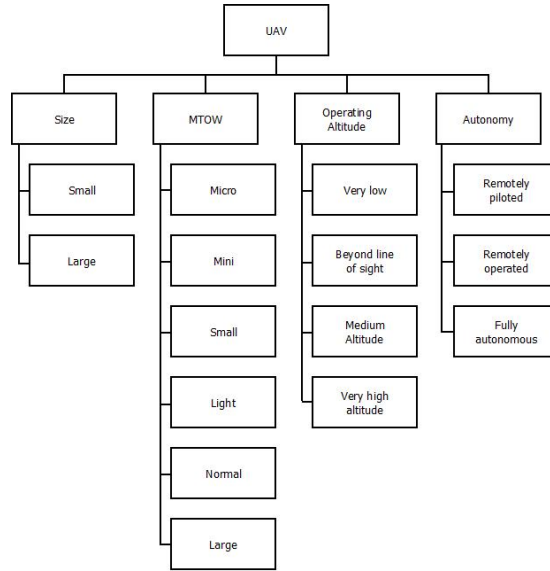 UAV
Size
MTOW
Operating
Altitude
Autonomy
Small
Large
Micro
Mini
Small
Light
Normal
Large
Very low
Beyond line
of sight
Medium
Altitude
Very high
altitude
Remotely
piloted
Remotely
operated
Fully
autonomous